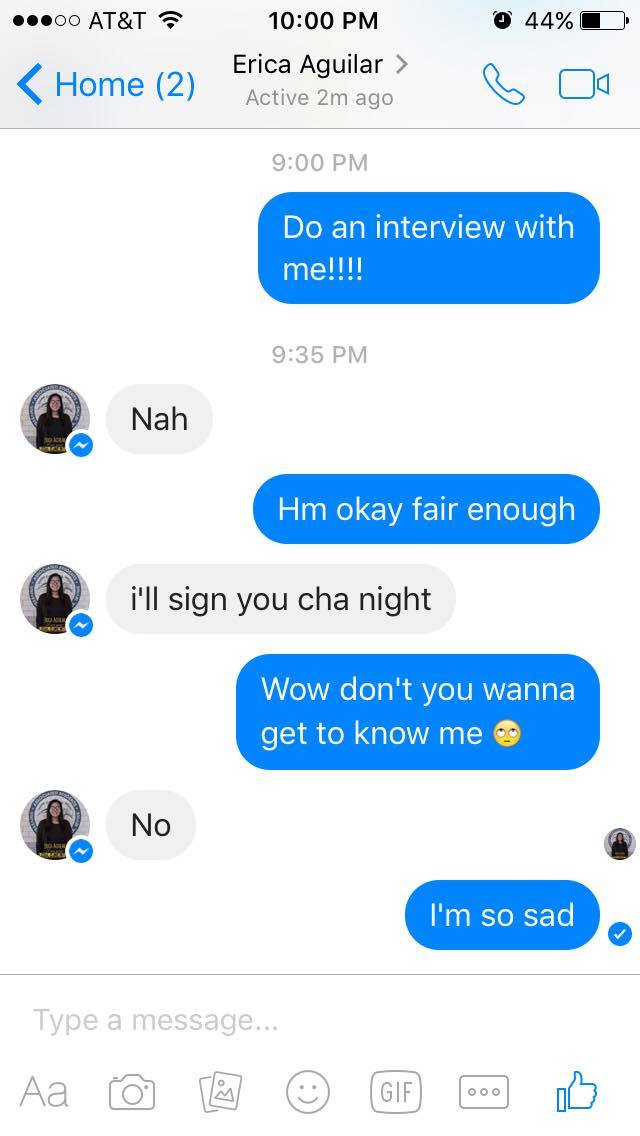 AT&T 10:00 PM 44%
Home (2) Erica Aguilar
Active 2m ago
9:00 PM
Do an interview with
me!!!!
9:35 PM
Nah
Hm okay fair enough
i'll sign you cha night
Wow don't you wanna
get to know me 🙄
No
I'm so sad
Type a message...
Aa GIF